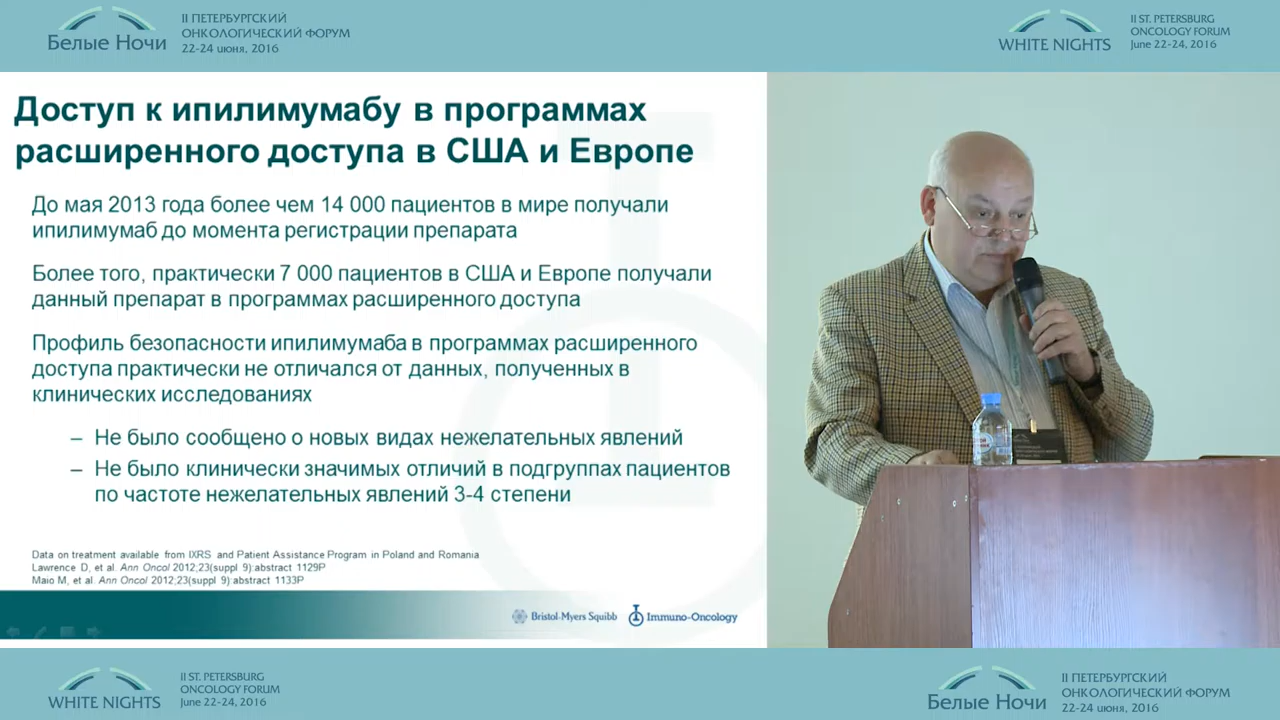 Белые Ночи
II ПЕТЕРБУРГСКИЙ
ОНКОЛОГИЧЕСКИЙ ФОРУМ
22-24 июня, 2016
WHITE NIGHTS
II ST. PETERSBURG
ONCOLOGY FORUM
June 22-24, 2016
Доступ к ипилимумабу в программах
расширенного доступа в США и Европе
До мая 2013 года более чем 14 000 пациентов в мире получали
ипилимумаб до момента регистрации препарата
Более того, практически 7 000 пациентов в США и Европе получали
данный препарат в программах расширенного доступа
Профиль безопасности ипилимумаба в программах расширенного
доступа практически не отличался от данных, полученных в
клинических исследованиях
– Не было сообщено о новых видах нежелательных явлений
– Не было клинически значимых отличий в подгруппах пациентов
по частоте нежелательных явлений 3-4 степени
Data on treatment available from IXRS and Patient Assistance Program in Poland and Romania
Lawrence D, et al. Ann Oncol 2012;23(suppl 9):abstract 1129P
Maio M, et al. Ann Oncol 2012;23(suppl 9):abstract 1133P
Bristol-Myers Squibb
Immuno-Oncology
WHITE NIGHTS
II ST. PETERSBURG
ONCOLOGY FORUM
June 22-24, 2016
Белые Ночи
II ПЕТЕРБУРГСКИЙ
ОНКОЛОГИЧЕСКИЙ ФОРУМ
22-24 июня, 2016